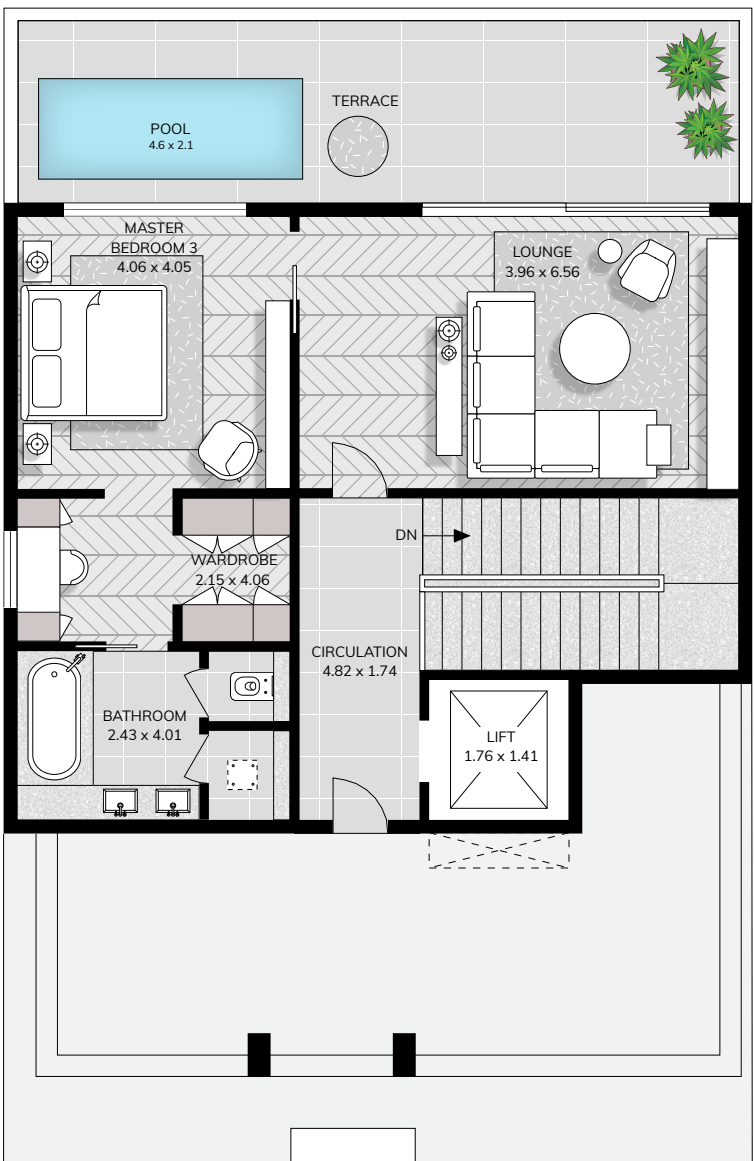 TERRACE
POOL
4.6 x 2.1
MASTER
BEDROOM 3
4.06 x 4.05
LOUNGE
3.96 x 6.56
DN
WARDROBE
2.15 x 4.06
CIRCULATION
4.82 x 1.74
BATHROOM
2.43 x 4.01
LIFT
1.76 x 1.41